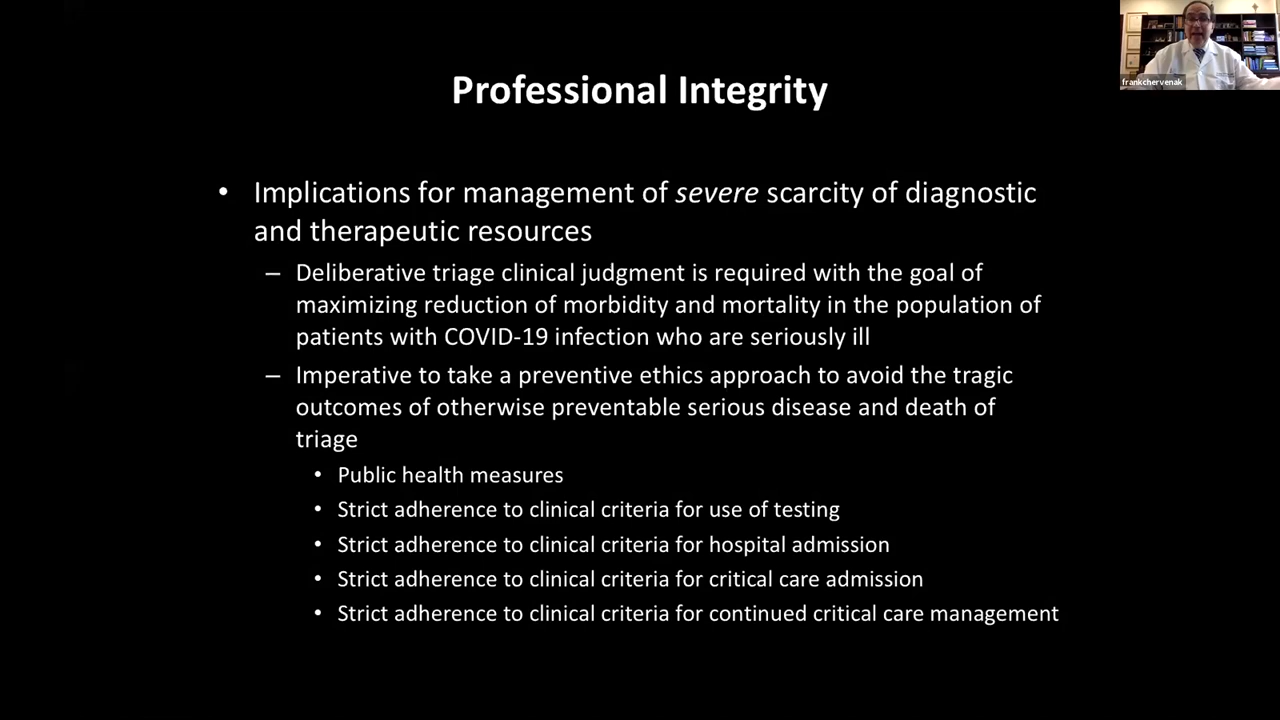 Professional Integrity
frankchervenak
• Implications for management of severe scarcity of diagnostic
and therapeutic resources
– Deliberative triage clinical judgment is required with the goal of
maximizing reduction of morbidity and mortality in the population of
patients with COVID-19 infection who are seriously ill
– Imperative to take a preventive ethics approach to avoid the tragic
outcomes of otherwise preventable serious disease and death of
triage
• Public health measures
• Strict adherence to clinical criteria for use of testing
• Strict adherence to clinical criteria for hospital admission
• Strict adherence to clinical criteria for critical care admission
• Strict adherence to clinical criteria for continued critical care management